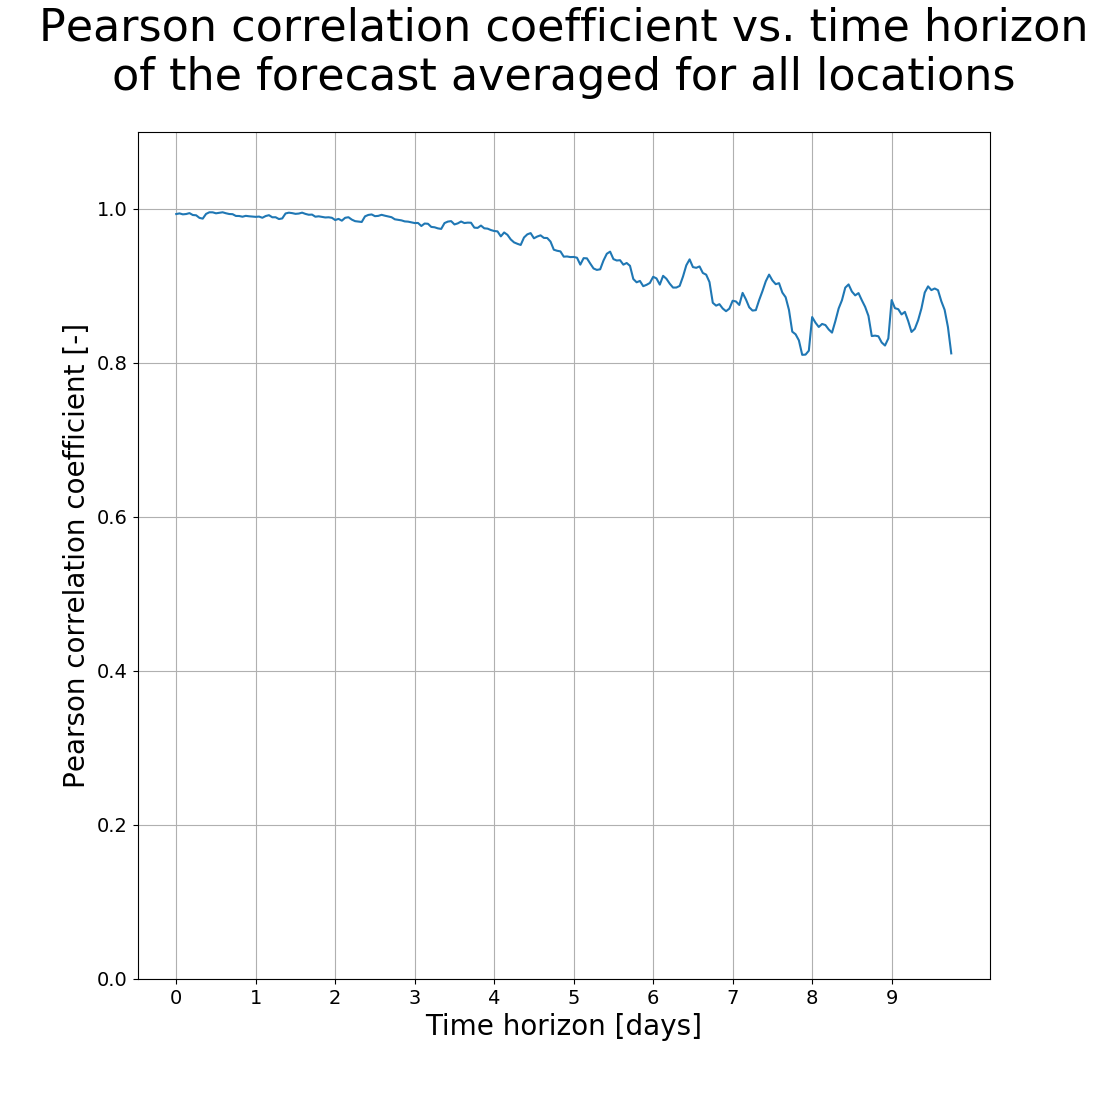 Pearson correlation coefficient vs. time horizon
of the forecast averaged for all locations
Pearson correlation coefficient [-]
1.0
0.8
0.6
0.4
0.2
0.0
0 1 2 3 4 5 6 7 8 9
Time horizon [days]